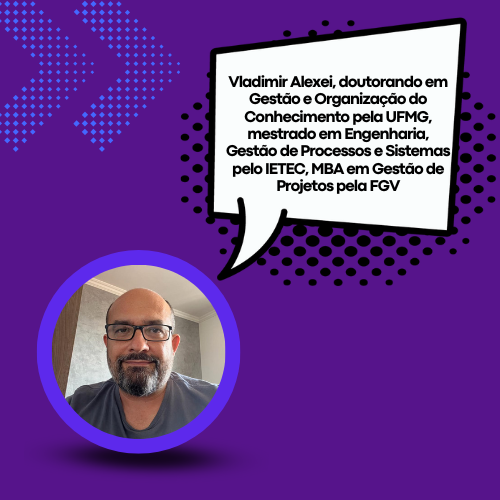 Vladimir Alexei, doutorando em
Gestão e Organização do
Conhecimento pela UFMG,
mestrado em Engenharia,
Gestão de Processos e Sistemas
pelo IETEC, MBA em Gestão de
Projetos pela FGV